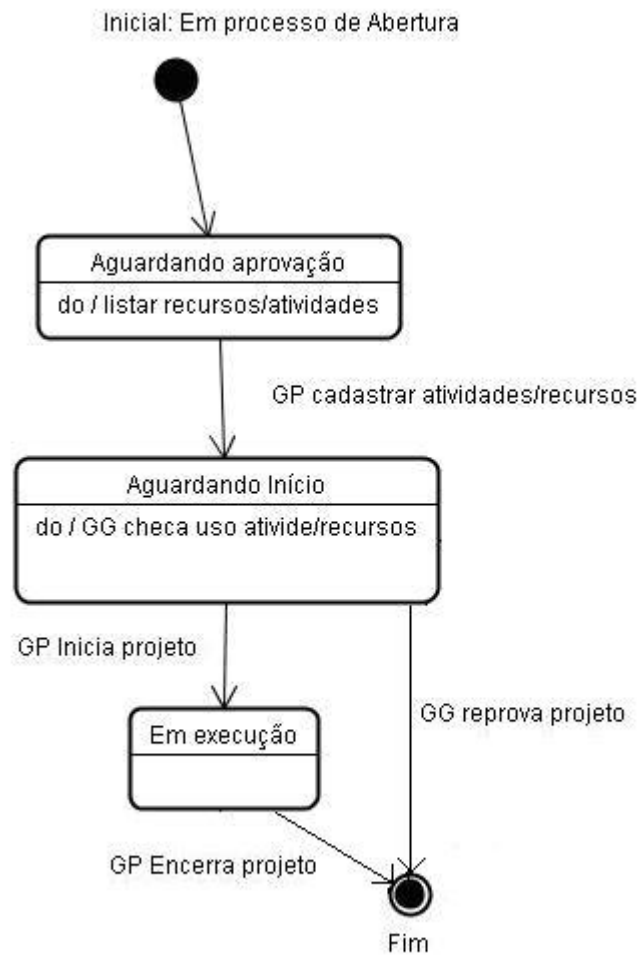 Inicial: Em processo de Abertura
Aguardando aprovação
do / listar recursos/atividades
GP cadastrar atividades/recursos
Aguardando Início
do / GG checa uso ativide/recursos
GP Inicia projeto
GG reprova projeto
Em execução
GP Encerra projeto
Fim